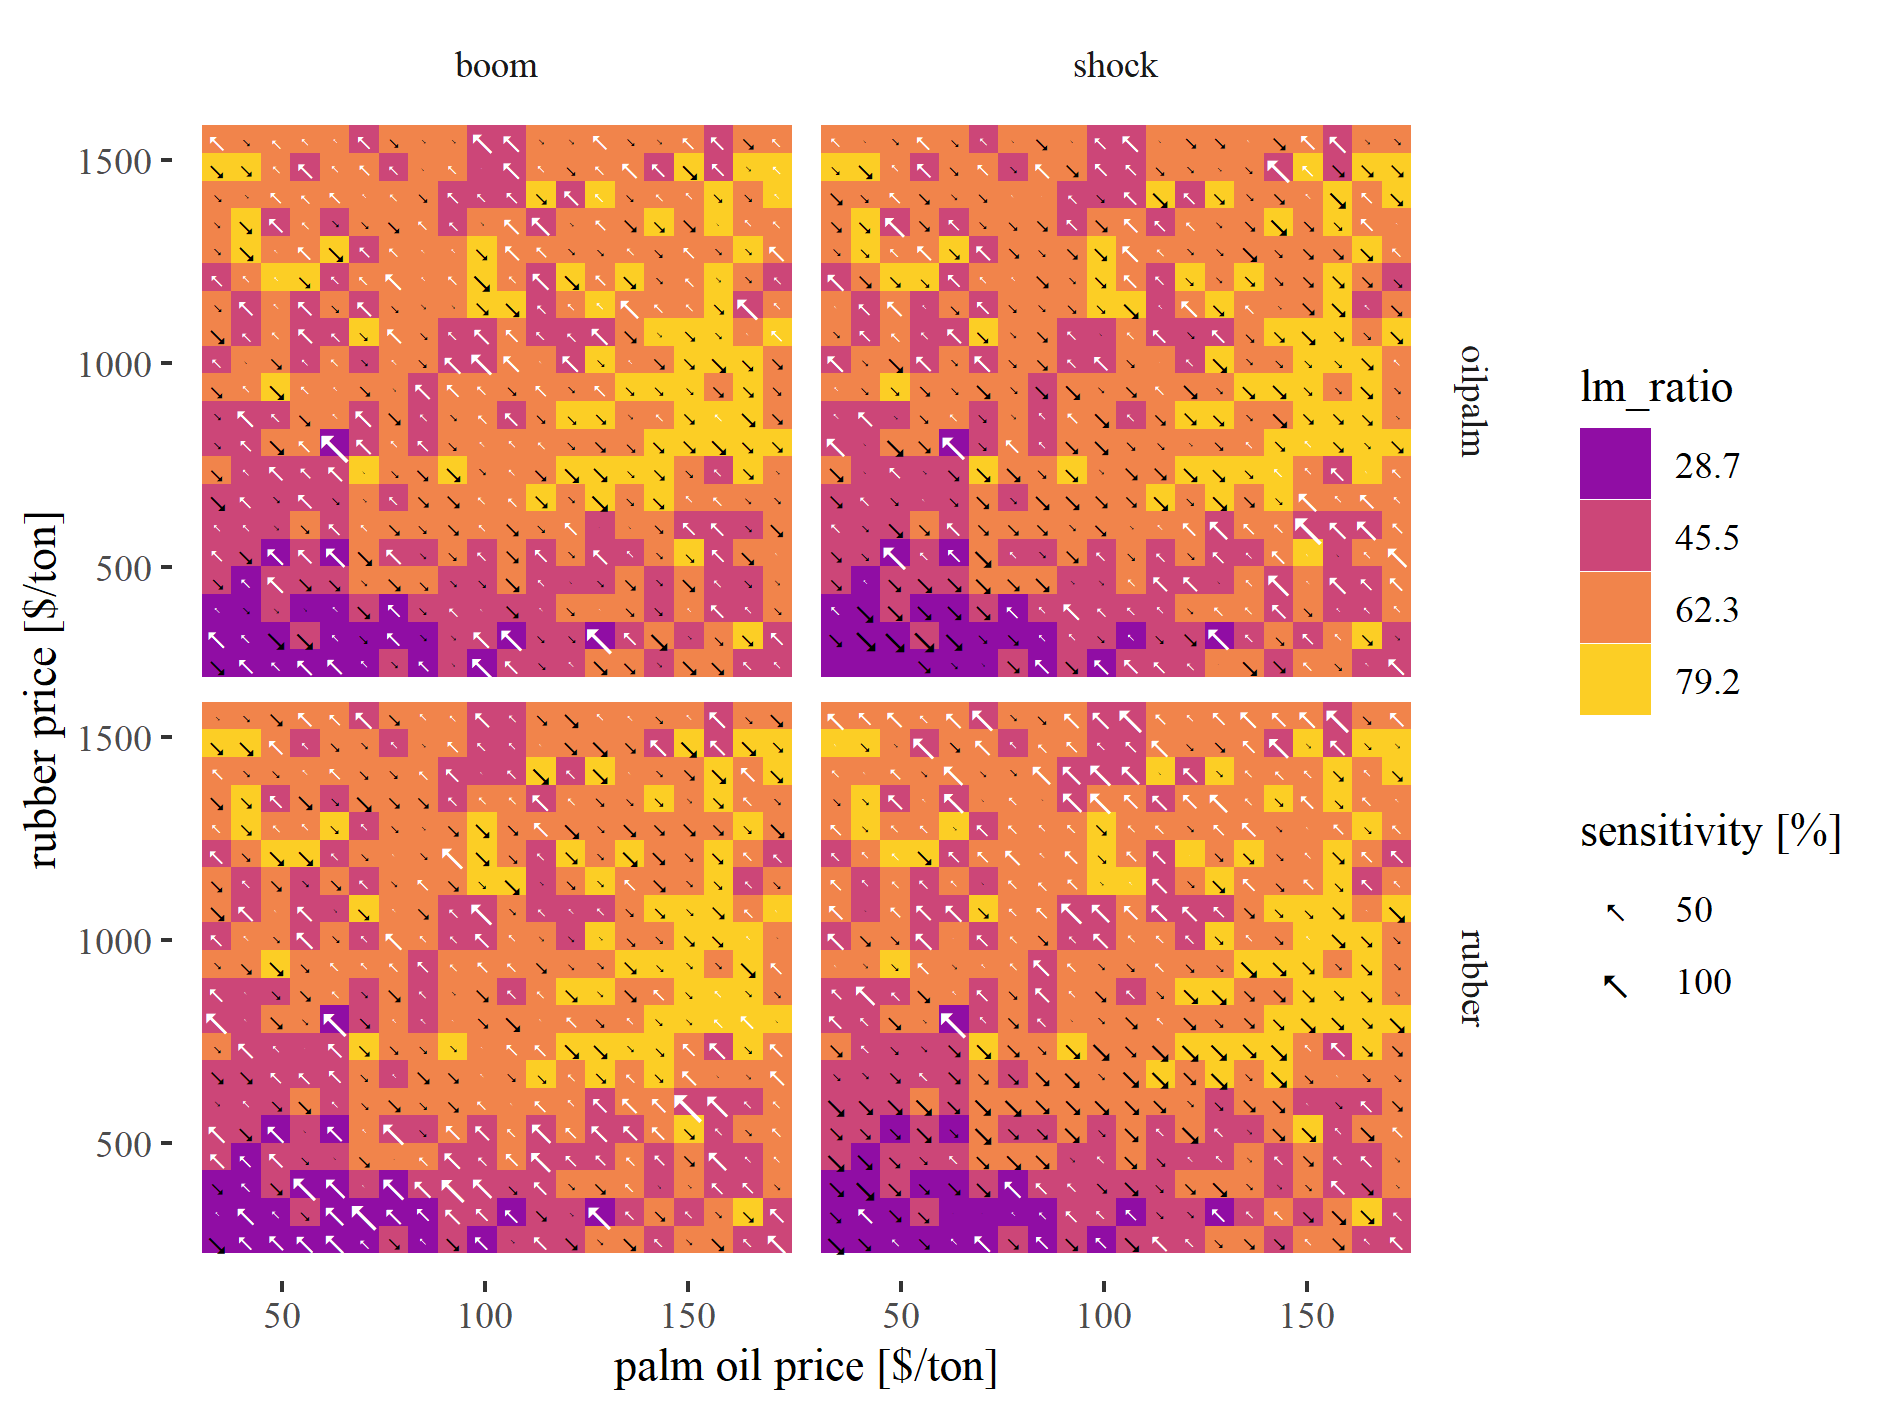 boom
shock
1500
1000
500
oilpalm
1500
1000
500
rubber
rubber price [$/ton]
50
100
150
50
100
150
palm oil price [$/ton]
lm_ratio
28.7
45.5
62.3
79.2
sensitivity [%]
50
100